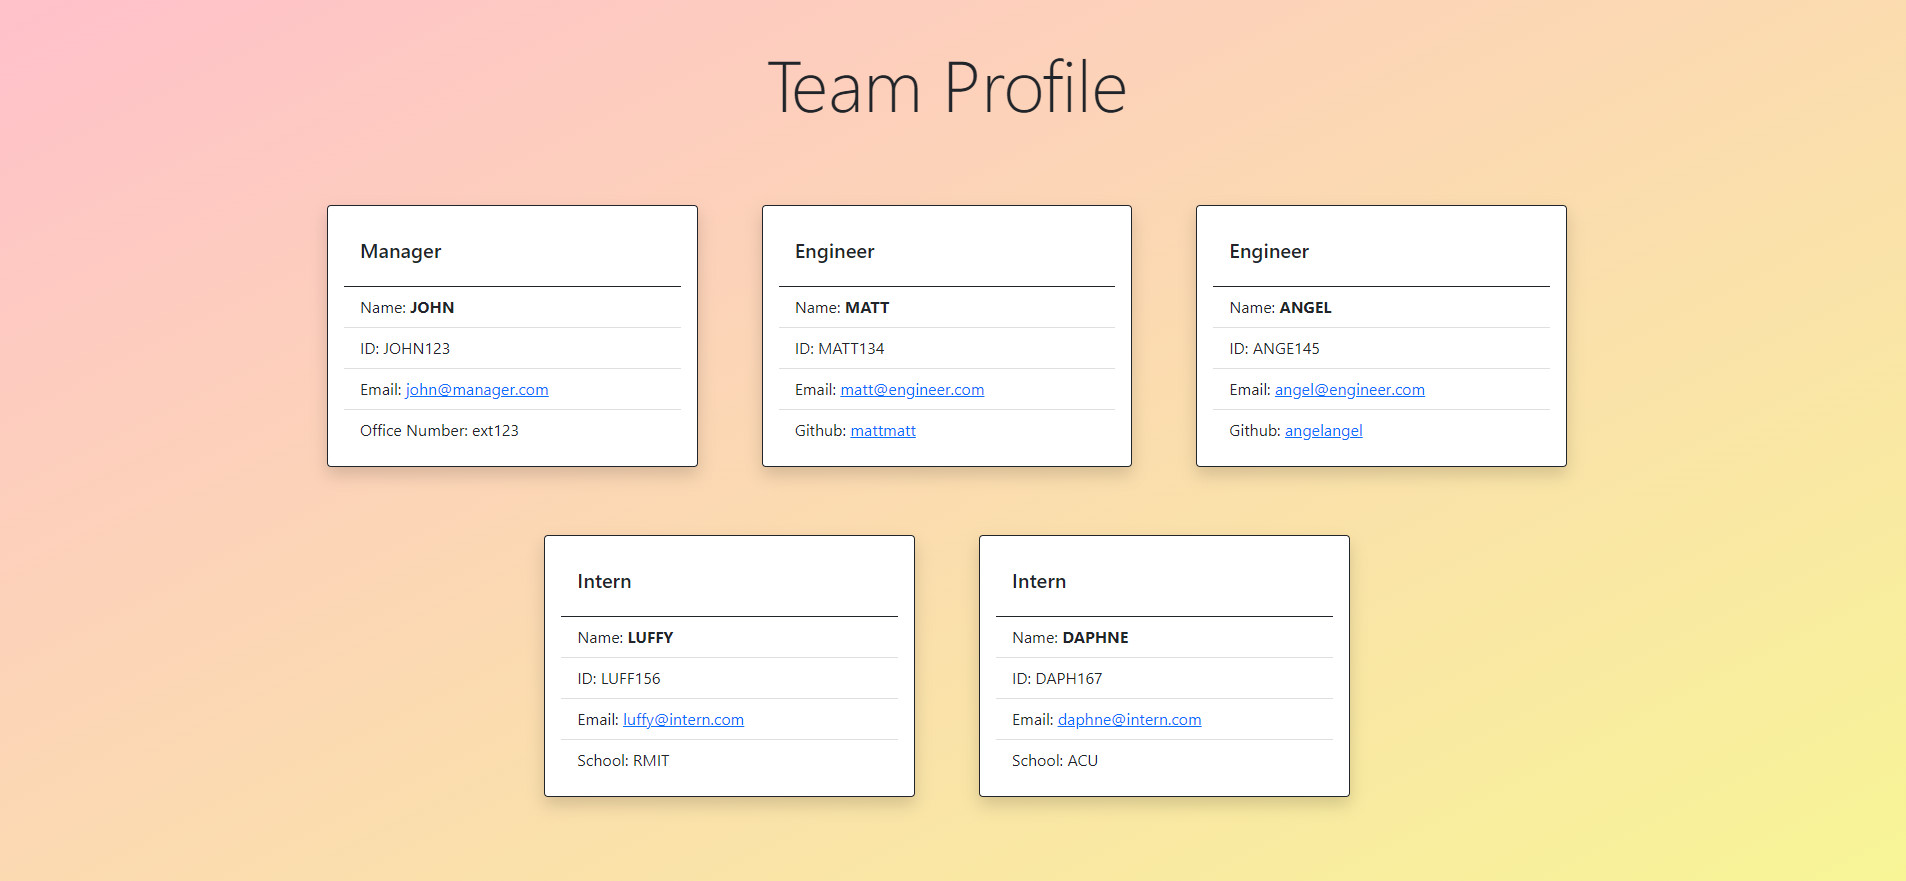 Team Profile
Manager
Name: JOHN
ID: JOHN123
Email: john@manager.com
Office Number: ext123
Engineer
Name: MATT
ID: MATT134
Email: matt@engineer.com
Github: mattmatt
Engineer
Name: ANGEL
ID: ANGE145
Email: angel@engineer.com
Github: angelangel
Intern
Name: LUFFY
ID: LUFF156
Email: luffy@intern.com
School: RMIT
Intern
Name: DAPHNE
ID: DAPH167
Email: daphne@intern.com
School: ACU